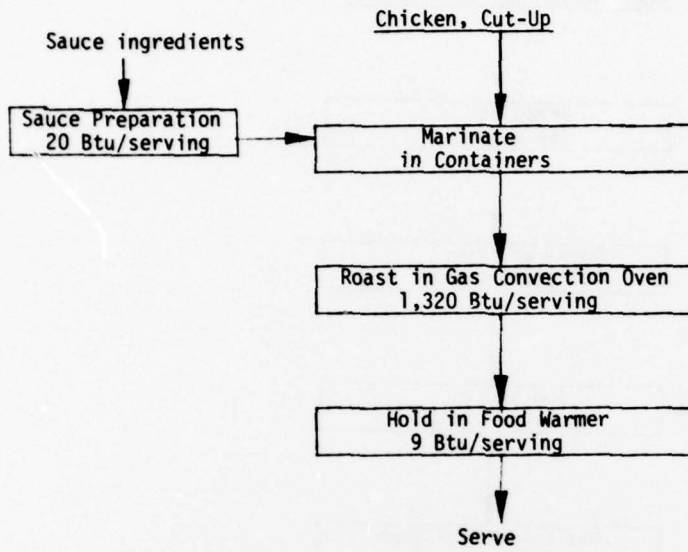 Chicken, Cut-Up
Sauce ingredients
Sauce Preparation
20 Btu/serving
Marinate
in Containers
Roast in Gas Convection Oven
1,320 Btu/serving
Hold in Food Warmer
9 Btu/serving
Serve